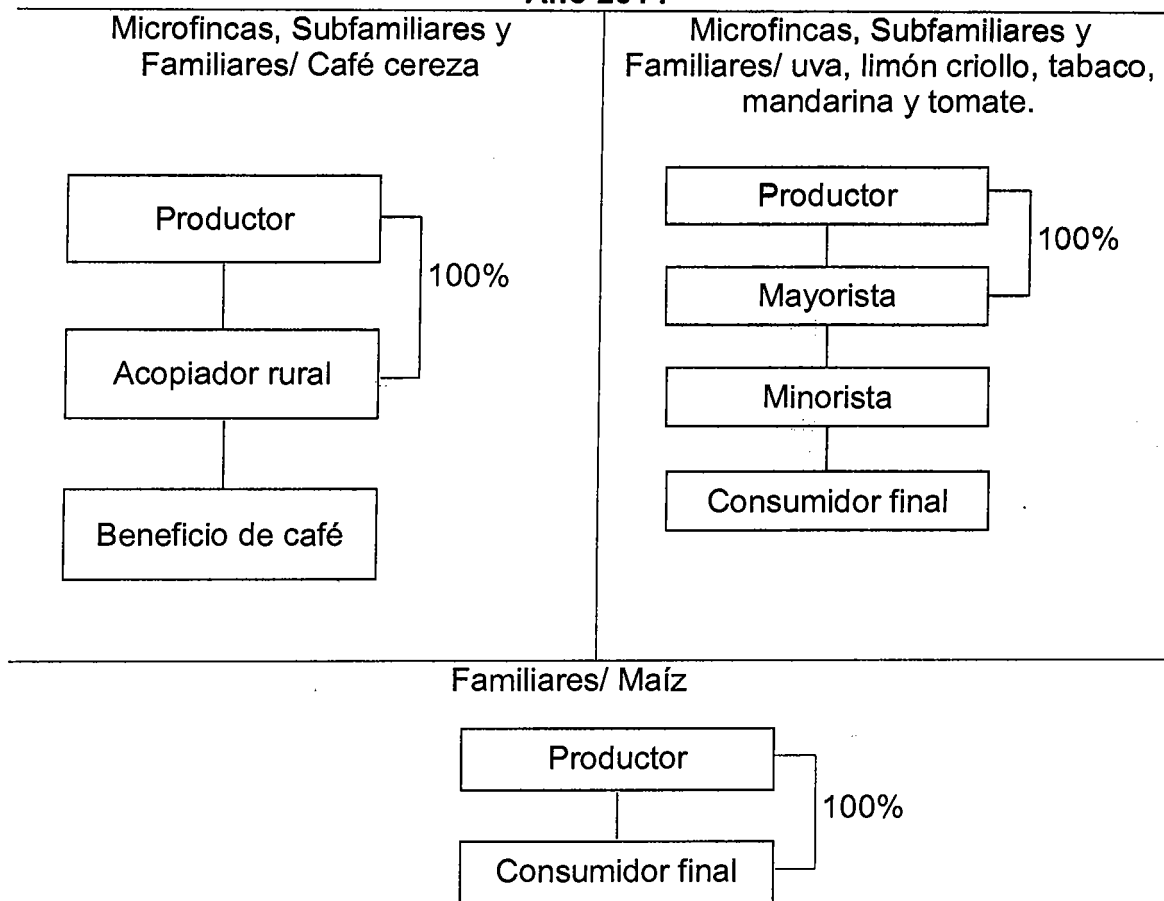 Microfincas, Subfamiliares y
Familiares/ Café cereza
Productor
100%
Acopiador rural
Beneficio de café
Microfincas, Subfamiliares y
Familiares/ uva, limón criollo, tabaco,
mandarina y tomate.
Productor
100%
Mayorista
Minorista
Consumidor final
Familiares/ Maíz
Productor
100%
Consumidor final